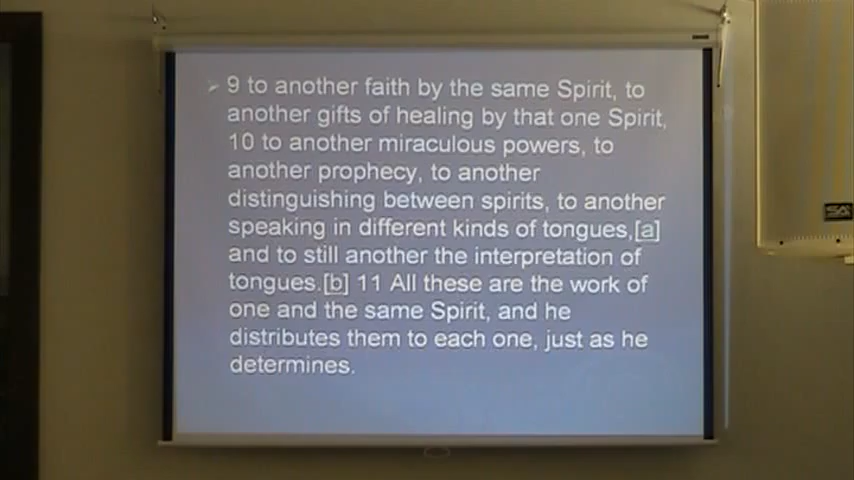 9 to another faith by the same Spirit, to
another gifts of healing by that one Spirit,
10 to another miraculous powers, to
another prophecy, to another
distinguishing between spirits, to another
speaking in different kinds of tongues,[a]
and to still another the interpretation of
tongues.[b] 11 All these are the work of
one and the same Spirit, and he
distributes them to each one, just as he
determines.